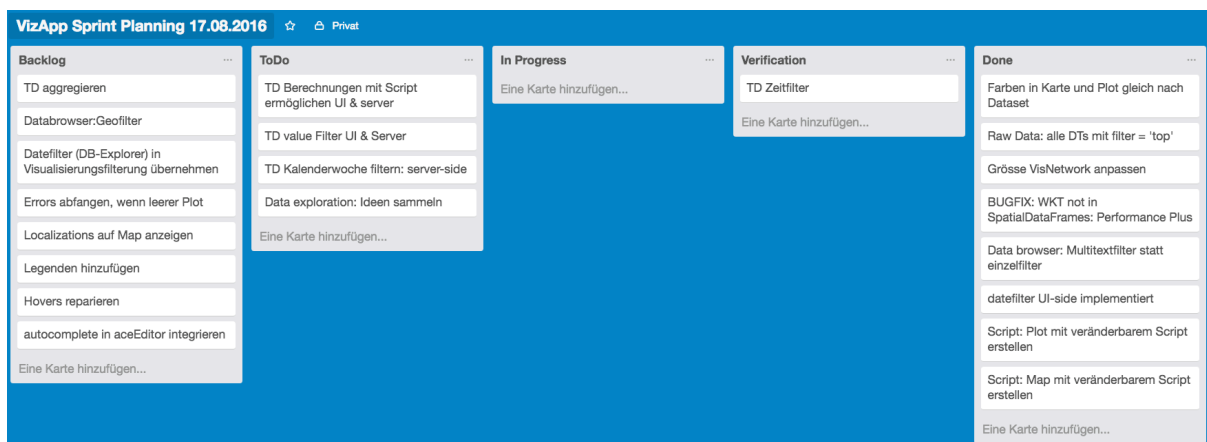 VizApp Sprint Planning 17.08.2016 Privat
Backlog ...
TD aggregieren
Databrowser:Geofilter
Datefilter (DB-Explorer) in
Visualisierungsfilterung übernehmen
Errors abfangen, wenn leerer Plot
Localizations auf Map anzeigen
Legenden hinzufügen
Hovers reparieren
autocomplete in aceEditor integrieren
Eine Karte hinzufügen...
ToDo ...
TD Berechnungen mit Script
ermöglichen UI & server
TD value Filter UI & Server
TD Kalenderwoche filtern: server-side
Data exploration: Ideen sammeln
Eine Karte hinzufügen...
In Progress ...
Eine Karte hinzufügen...
Verification ...
TD Zeitfilter
Eine Karte hinzufügen...
Done ...
Farben in Karte und Plot gleich nach
Dataset
Raw Data: alle DTs mit filter = 'top'
Grösse VisNetwork anpassen
BUGFIX: WKT not in
SpatialDataFrames: Performance Plus
Data browser: Multitextfilter statt
einzelfilter
datefilter UI-side implementiert
Script: Plot mit veränderbarem Script
erstellen
Script: Map mit veränderbarem Script
erstellen
Eine Karte hinzufügen...